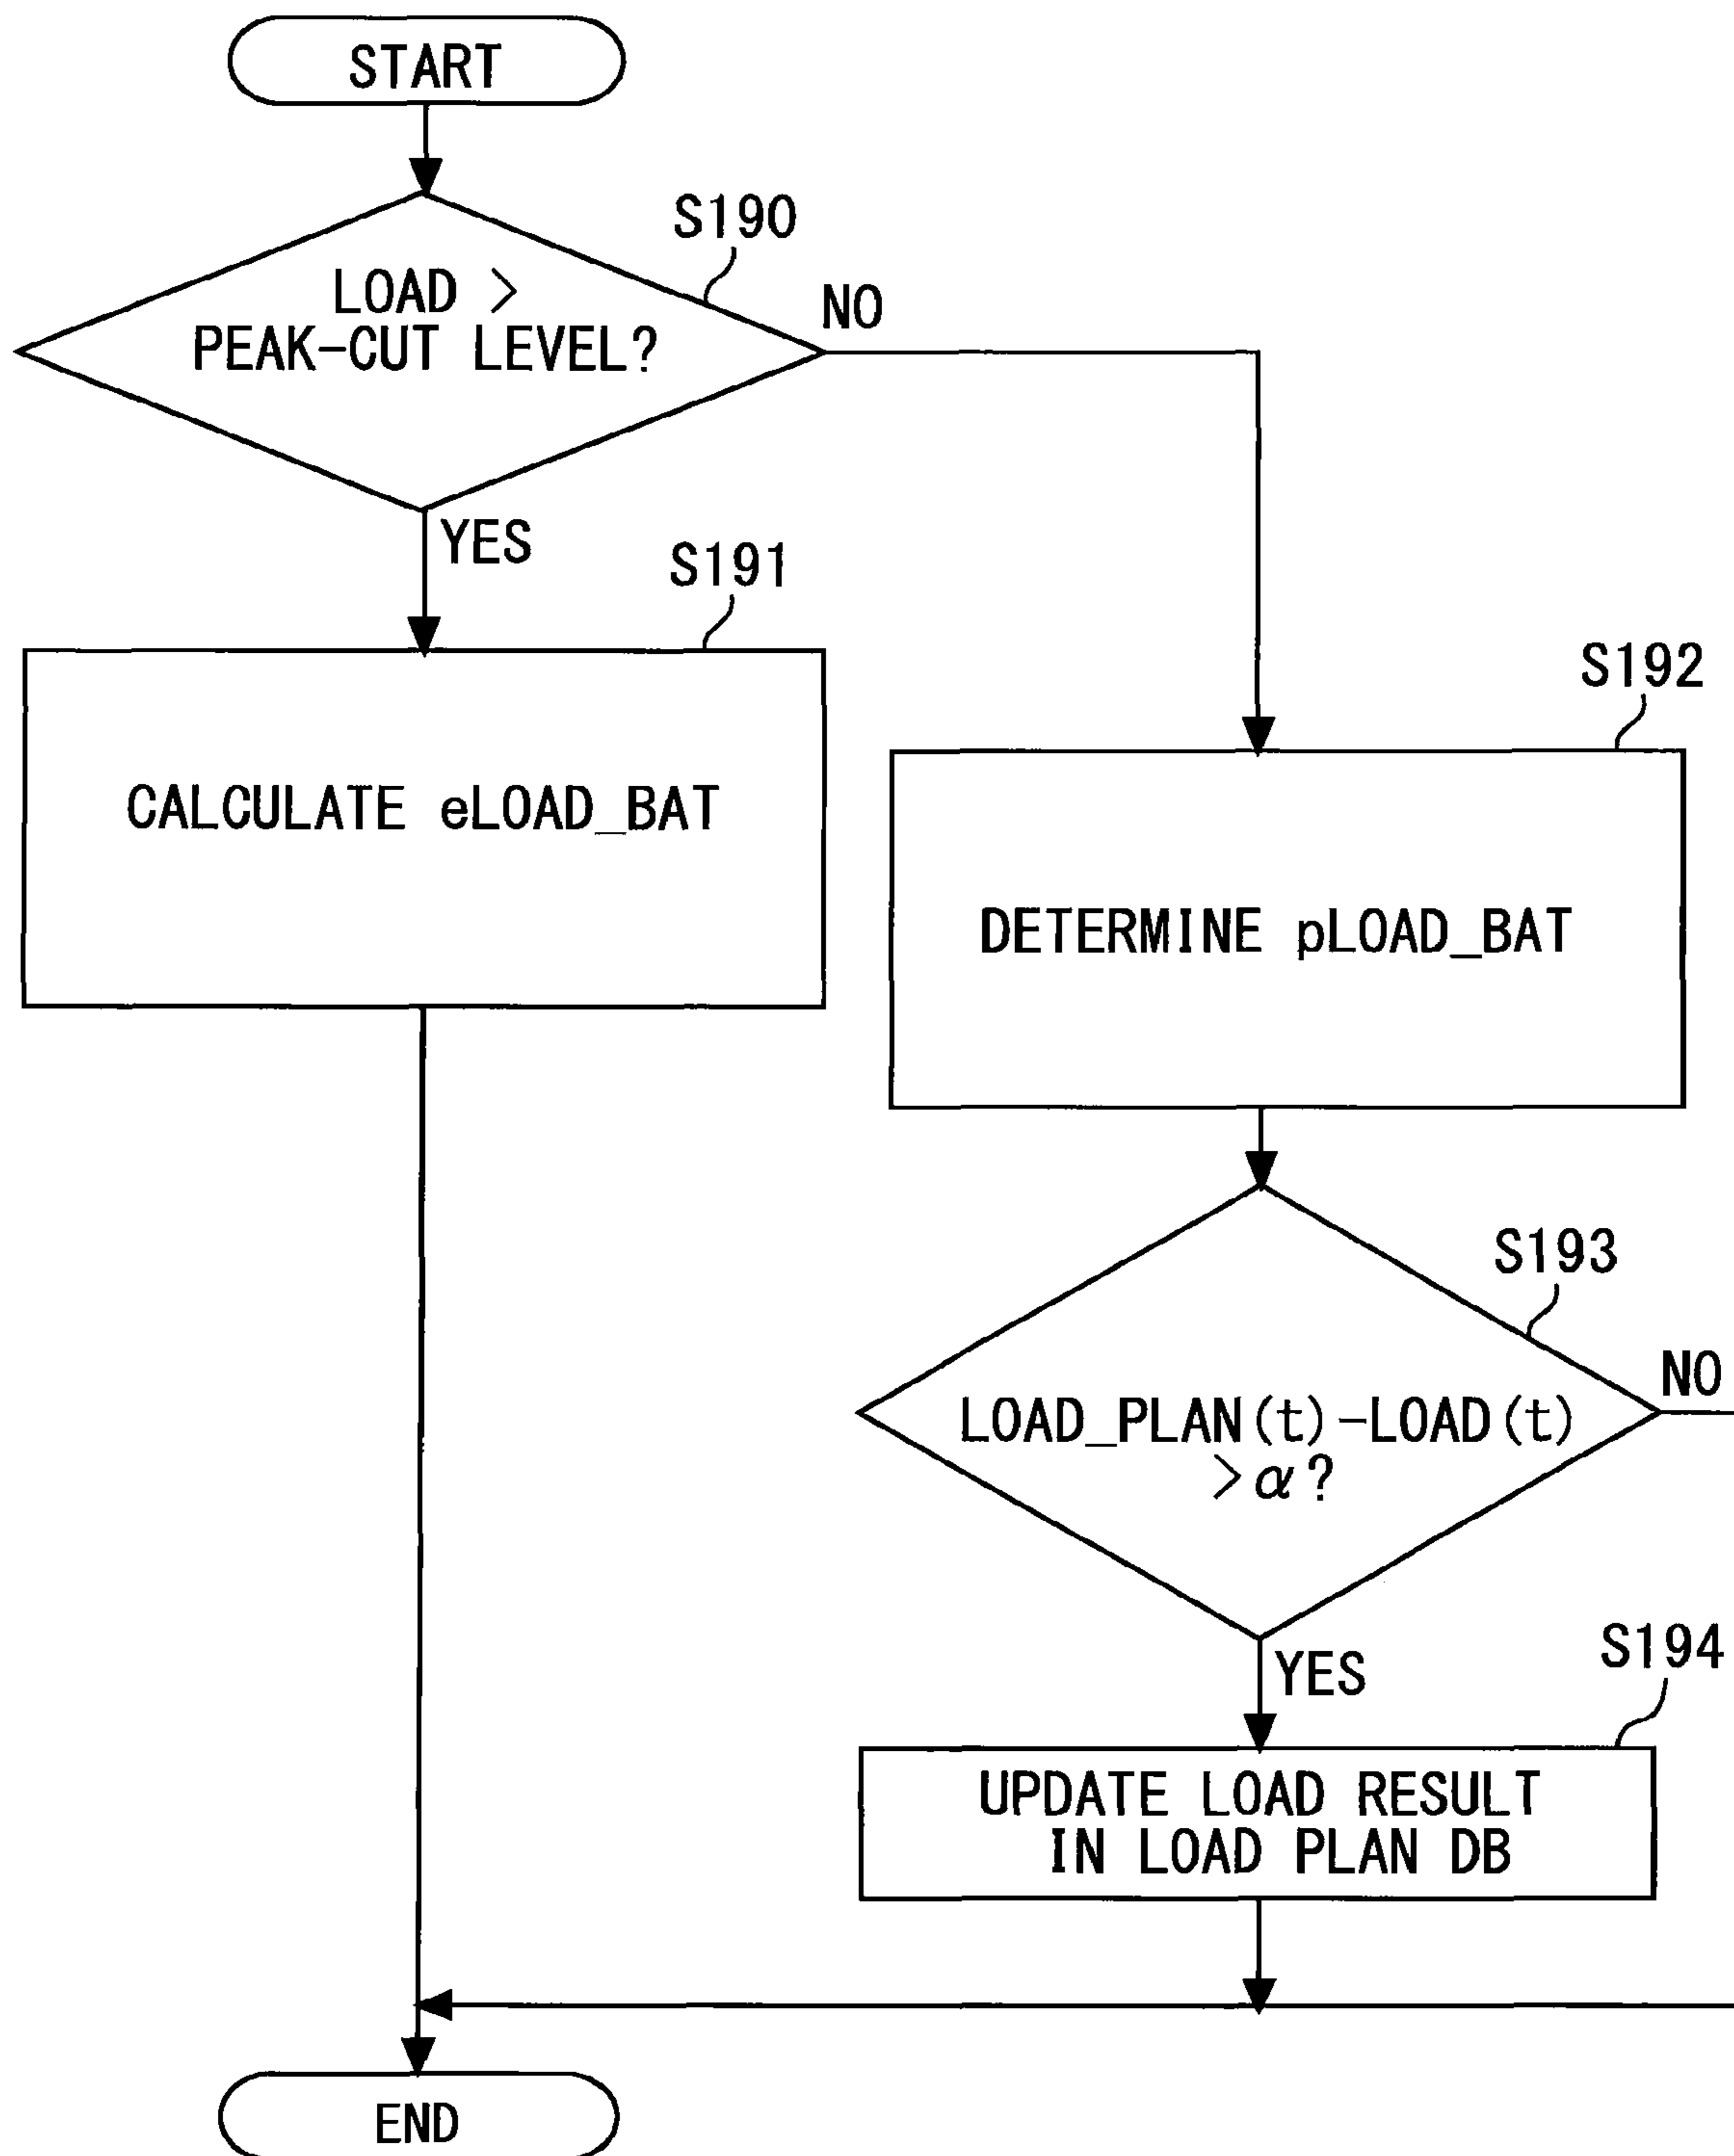 START
S190
LOAD >
PEAK-CUT LEVEL?
NO
YES
S191
CALCULATE eLOAD_BAT
S192
DETERMINE pLOAD_BAT
S193
NO
LOAD_PLAN(t)-LOAD(t)
>α?
YES
S194
UPDATE LOAD RESULT
IN LOAD PLAN DB
END